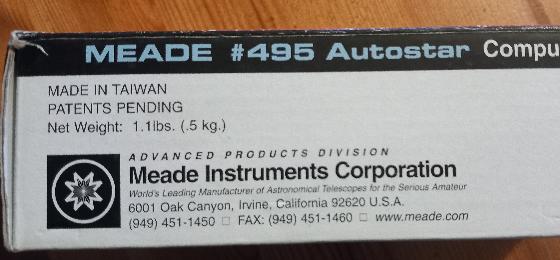 MEADE #495 Autostar Compu
MADE IN TAIWAN
PATENTS PENDING
Net Weight: 1.1lbs. (.5 kg.)
ADVANCED PRODUCTS DIVISION
Meade Instruments Corporation
World's Leading Manufacturer of Astronomical Telescopes for the Serious Amateur
6001 Oak Canyon, Irvine, California 92620 U.S.A.
(949) 451-1450 □ FAX: (949) 451-1460 □ www.meade.com